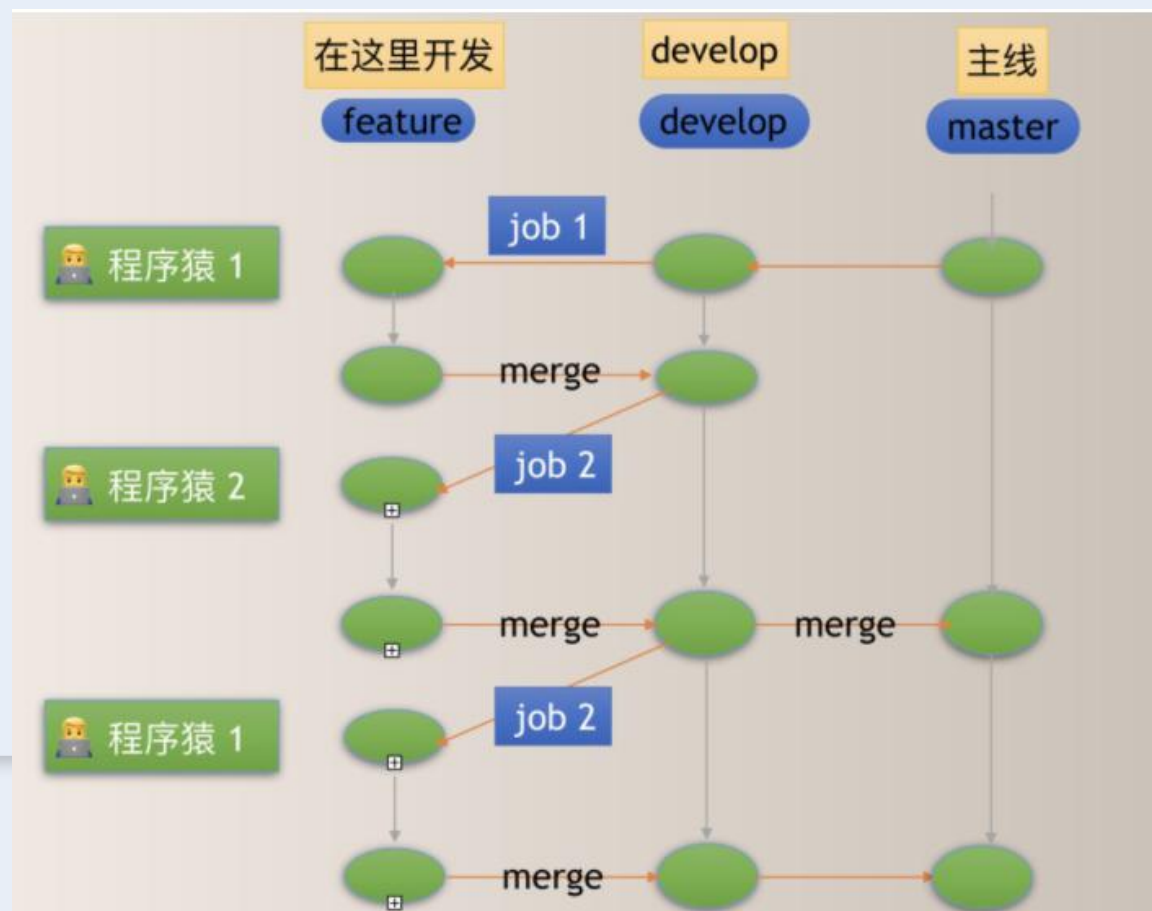 在这里开发
develop
主线
feature
develop
master
job 1
程序猿 1
merge
程序猿 2
job 2
merge
merge
程序猿 1
job 2
merge